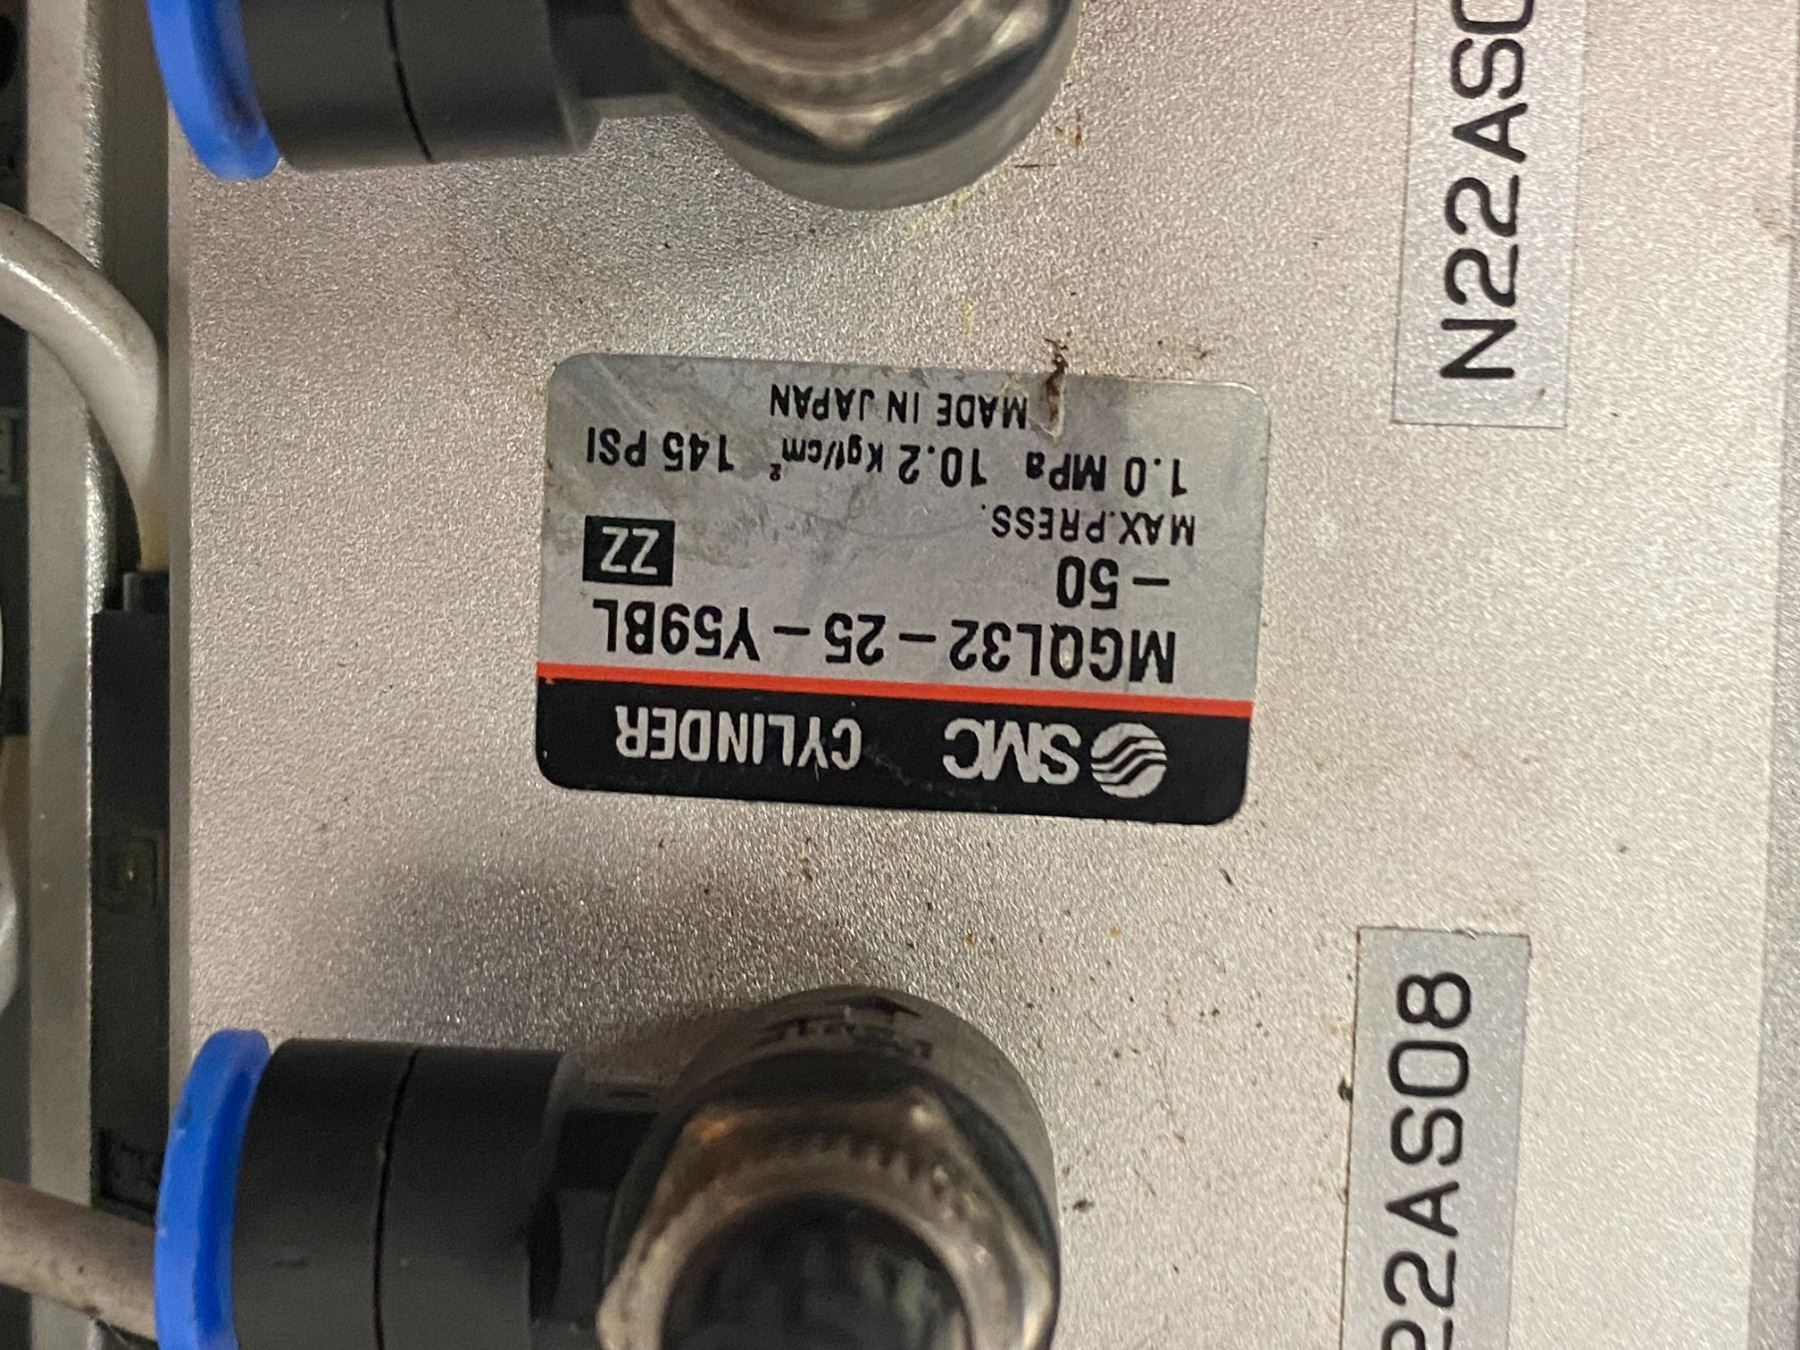 SMC CYLINDER
MGQL32-25-Y59BL
-50 ZZ
MAX.PRESS.
1.0 MPa 10.2 Kgf/cm² 145 PSI
MADE IN JAPAN
N22AS0
22AS08